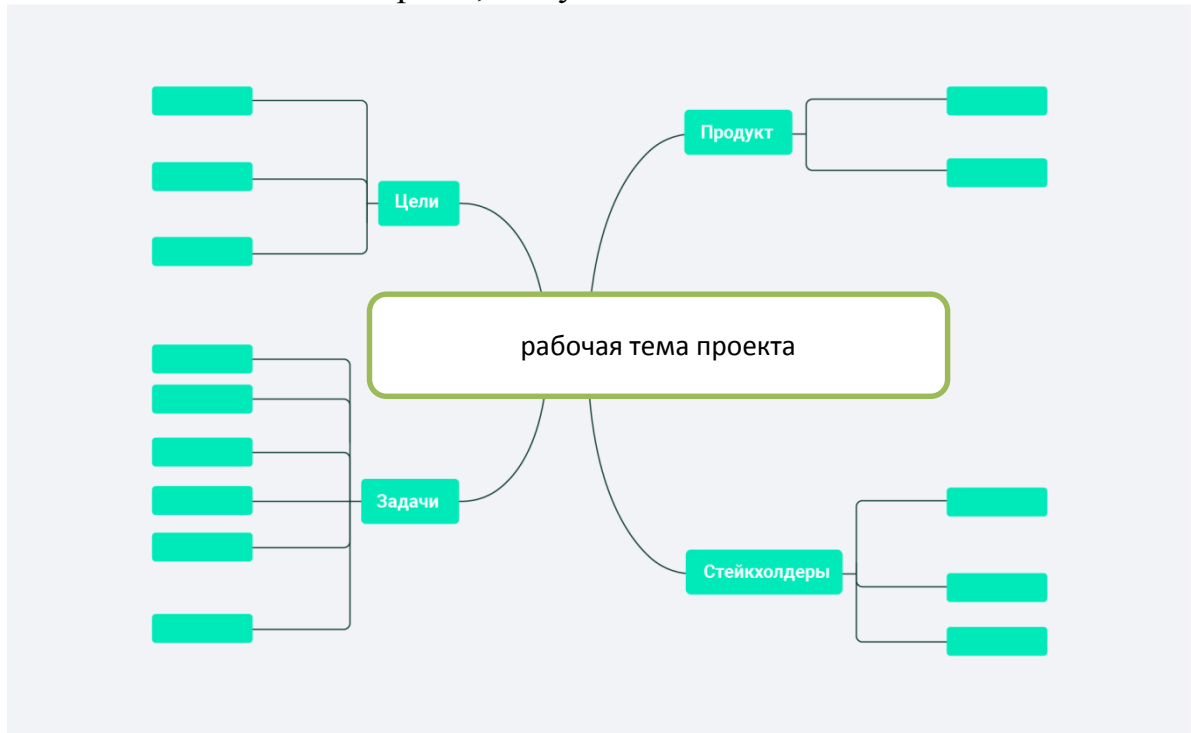 Продукт
Цели
рабочая тема проекта
Задачи
Стейкхолдеры